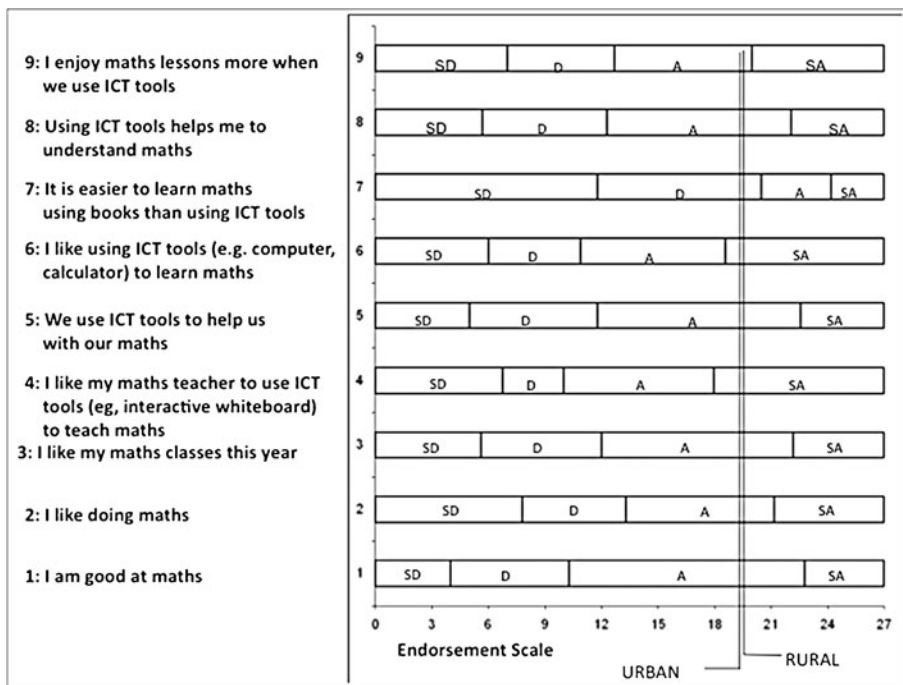 9: I enjoy maths lessons more when
we use ICT tools
9 SD D A SA
8: Using ICT tools helps me to
understand maths
8 SD D A SA
7: It is easier to learn maths
using books than using ICT tools
7 SD D A SA
6: I like using ICT tools (e.g. computer,
calculator) to learn maths
6 SD D A SA
5: We use ICT tools to help us
with our maths
5 SD D A SA
4: I like my maths teacher to use ICT
tools (eg, interactive whiteboard)
to teach maths
4 SD D A SA
3: I like my maths classes this year
3 SD D A SA
2: I like doing maths
2 SD D A SA
1: I am good at maths
1 SD D A SA
0 3 6 9 12 15 18 21 24 27
Endorsement Scale
URBAN
RURAL